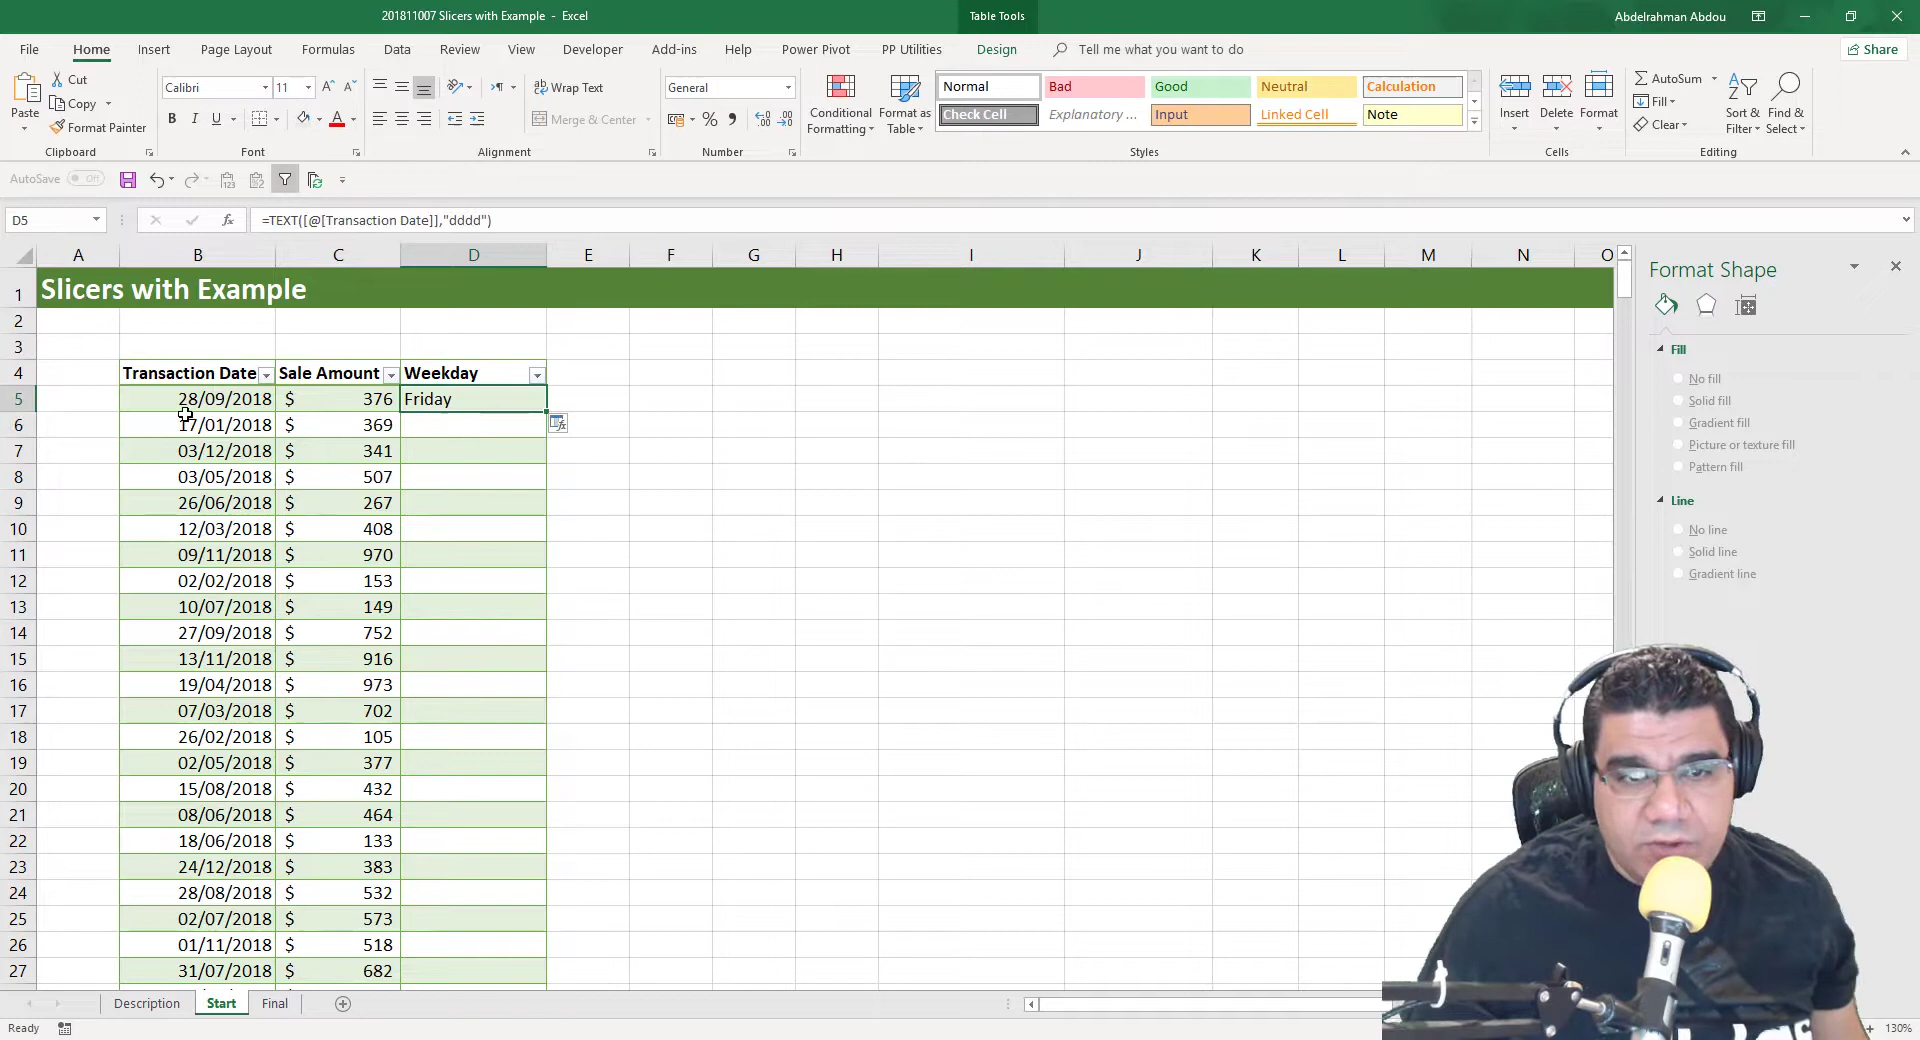 201811007 Slicers with Example - Excel
Table Tools
Abdelrahman Abdou
File Home Insert Page Layout Formulas Data Review View Developer Add-ins Help Power Pivot PP Utilities Design Tell me what you want to do Share
Paste
Cut
Copy
Format Painter
Clipboard
Calibri 11
B I U
Font
Wrap Text
Merge & Center
Alignment
General
Number
Conditional Formatting
Format as Table
Normal Bad Good Neutral Calculation
Check Cell Explanatory ... Input Linked Cell Note
Styles
Insert Delete Format
Cells
AutoSum
Fill
Clear
Sort & Filter
Find & Select
Editing
AutoSave Off
D5 fx =TEXT([@[Transaction Date]],"dddd")
A B C D E F G H I J K L M N O
1 Slicers with Example
2
3
4 Transaction Date Sale Amount Weekday
5 28/09/2018 $ 376 Friday
6 17/01/2018 $ 369
7 03/12/2018 $ 341
8 03/05/2018 $ 507
9 26/06/2018 $ 267
10 12/03/2018 $ 408
11 09/11/2018 $ 970
12 02/02/2018 $ 153
13 10/07/2018 $ 149
14 27/09/2018 $ 752
15 13/11/2018 $ 916
16 19/04/2018 $ 973
17 07/03/2018 $ 702
18 26/02/2018 $ 105
19 02/05/2018 $ 377
20 15/08/2018 $ 432
21 08/06/2018 $ 464
22 18/06/2018 $ 133
23 24/12/2018 $ 383
24 28/08/2018 $ 532
25 02/07/2018 $ 573
26 01/11/2018 $ 518
27 31/07/2018 $ 682
Format Shape
Fill
No fill
Solid fill
Gradient fill
Picture or texture fill
Pattern fill
Line
No line
Solid line
Gradient line
Description Start Final
Ready
130%